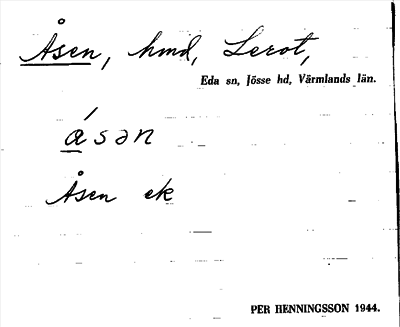 Åsen, hmd, Lerot,
Eda sn, Jösse hd, Värmlands län.
ásən
Åsen ek
PER HENNINGSSON 1944.